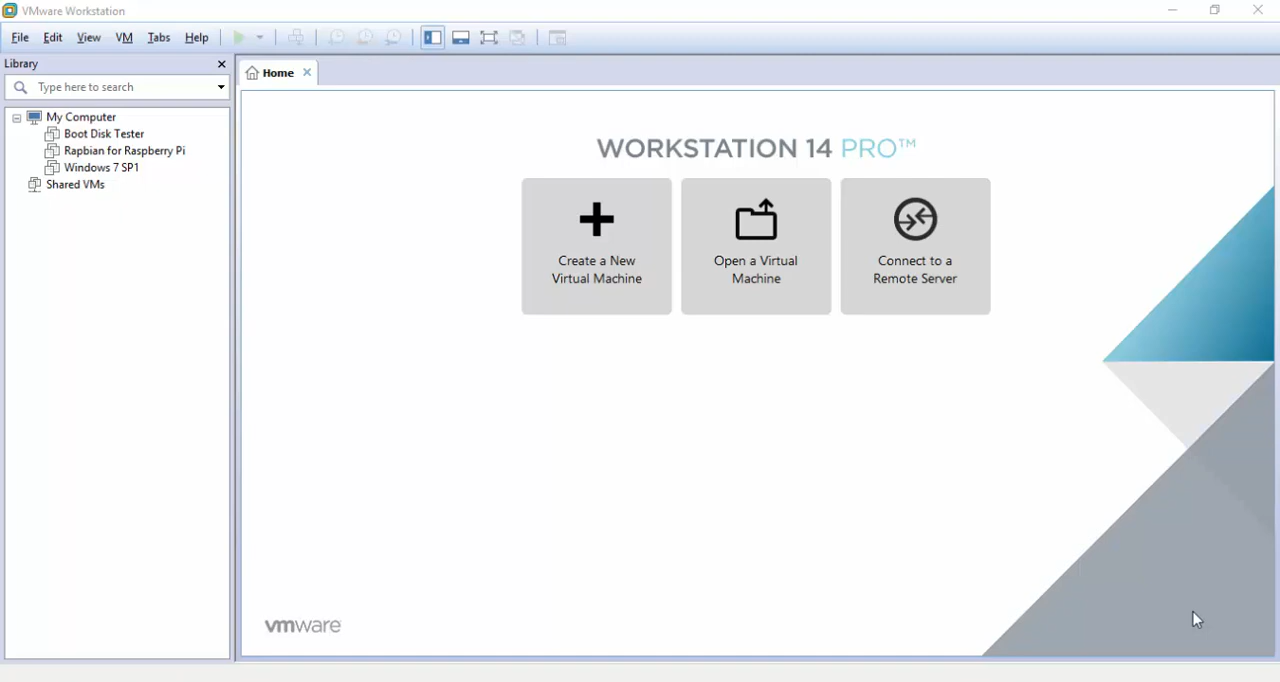 VMware Workstation
File Edit View VM Tabs Help
Library
Type here to search
My Computer
Boot Disk Tester
Rapbian for Raspberry Pi
Windows 7 SP1
Shared VMs
Home
WORKSTATION 14 PRO™
Create a New
Virtual Machine
Open a Virtual
Machine
Connect to a
Remote Server
vmware